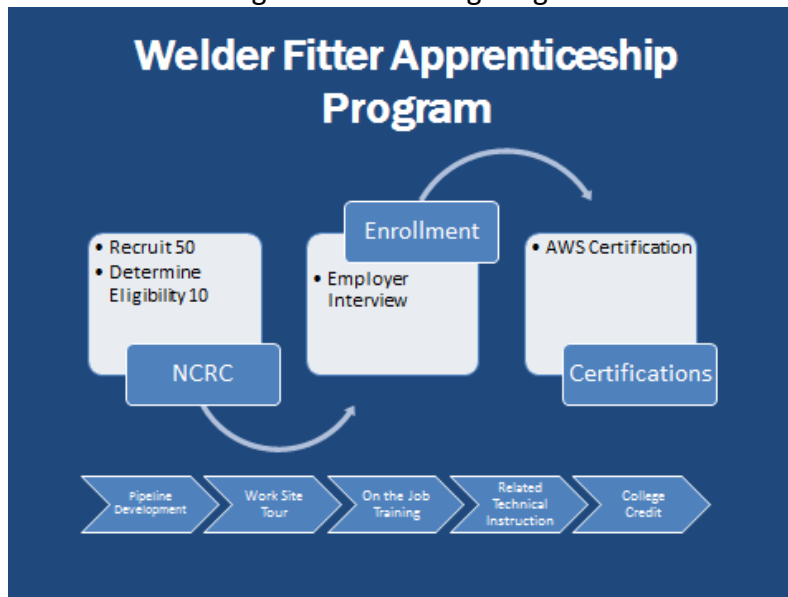 Welder Fitter Apprenticeship
Program
• Recruit 50
• Determine
Eligibility 10
NCRC
Enrollment
• Employer
Interview
• AWS Certification
Certifications
Pipeline
Development
Work Site
Tour
On the Job
Training
Related
Technical
Instruction
College
Credit